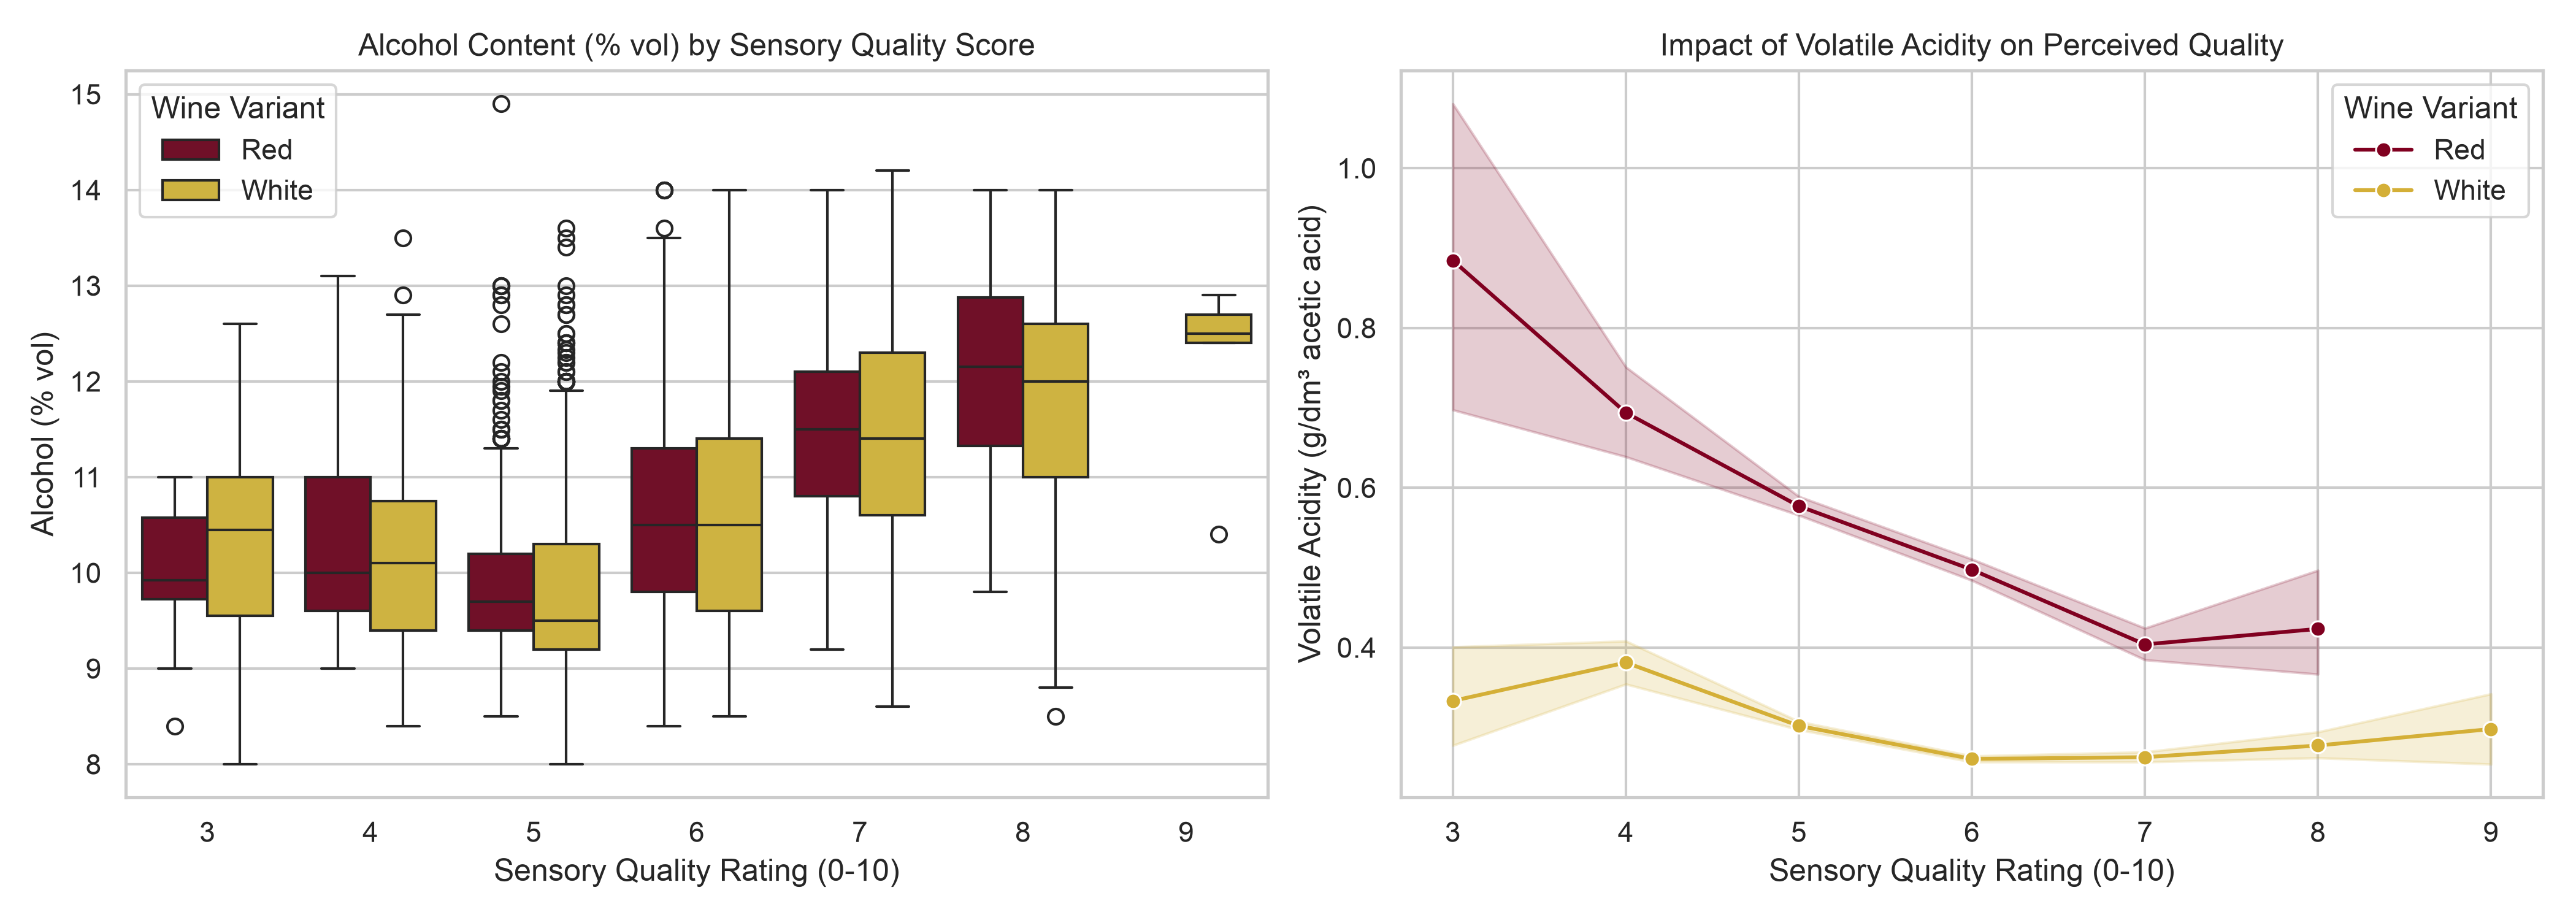 Alcohol Content (% vol) by Sensory Quality Score
Wine Variant
Red
White
Alcohol (% vol)
15
14
13
12
11
10
9
8
3 4 5 6 7 8 9
Sensory Quality Rating (0-10)
Impact of Volatile Acidity on Perceived Quality
Wine Variant
Red
White
Volatile Acidity (g/dm³ acetic acid)
1.0
0.8
0.6
0.4
3 4 5 6 7 8 9
Sensory Quality Rating (0-10)